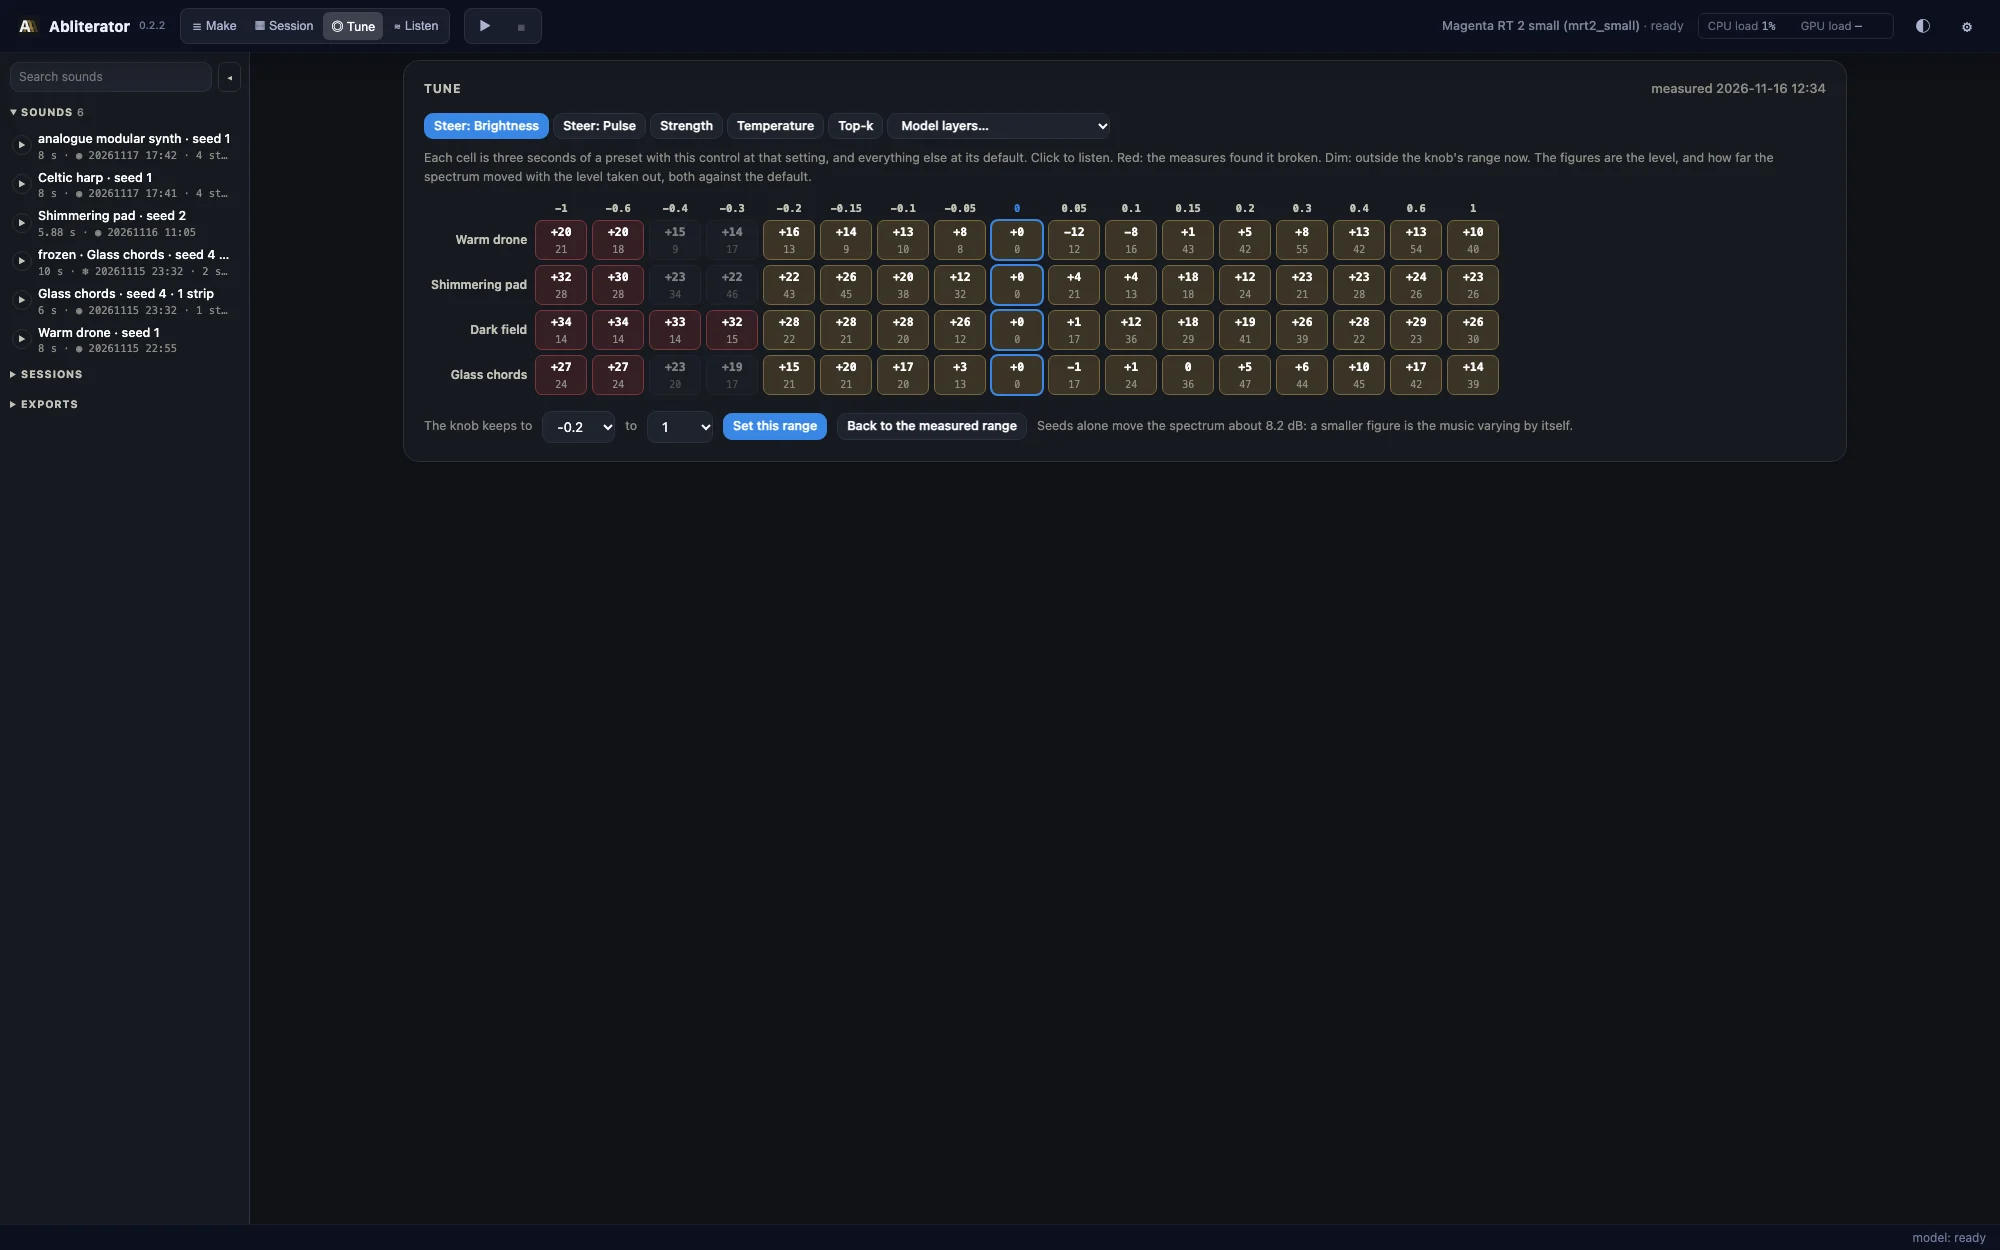 Abliterator 0.2.2 Make Session Tune Listen Magenta RT 2 small (mrt2_small) · ready CPU load 1% GPU load –
Search sounds
SOUNDS 6
analogue modular synth · seed 1
8 s · 20261117 17:42 · 4 st…
Celtic harp · seed 1
8 s · 20261117 17:41 · 4 st…
Shimmering pad · seed 2
5.88 s · 20261116 11:05
frozen · Glass chords · seed 4 …
10 s · 20261115 23:32 · 2 s…
Glass chords · seed 4 · 1 strip
6 s · 20261115 23:32 · 1 st…
Warm drone · seed 1
8 s · 20261115 22:55
SESSIONS
EXPORTS
TUNE measured 2026-11-16 12:34
Steer: Brightness Steer: Pulse Strength Temperature Top-k Model layers...
Each cell is three seconds of a preset with this control at that setting, and everything else at its default. Click to listen. Red: the measures found it broken. Dim: outside the knob's range now. The figures are the level, and how far the
spectrum moved with the level taken out, both against the default.
−1 −0.6 −0.4 −0.3 −0.2 −0.15 −0.1 −0.05 0 0.05 0.1 0.15 0.2 0.3 0.4 0.6 1
Warm drone +20 +20 +15 +14 +16 +14 +13 +8 +0 −12 −8 +1 +5 +8 +13 +13 +10
21 18 9 17 13 9 10 8 0 12 16 43 42 55 42 54 40
Shimmering pad +32 +30 +23 +22 +22 +26 +20 +12 +0 +4 +4 +18 +12 +23 +23 +24 +23
28 28 34 46 43 45 38 32 0 21 13 18 24 21 28 26 26
Dark field +34 +34 +33 +32 +28 +28 +28 +26 +0 +1 +12 +18 +19 +26 +28 +29 +26
14 14 14 15 22 21 20 12 0 17 36 29 41 39 22 23 30
Glass chords +27 +27 +23 +19 +15 +20 +17 +3 +0 −1 +1 0 +5 +6 +10 +17 +14
24 24 20 17 21 21 20 13 0 17 24 36 47 44 45 42 39
The knob keeps to -0.2 to 1 Set this range Back to the measured range Seeds alone move the spectrum about 8.2 dB: a smaller figure is the music varying by itself.
model: ready